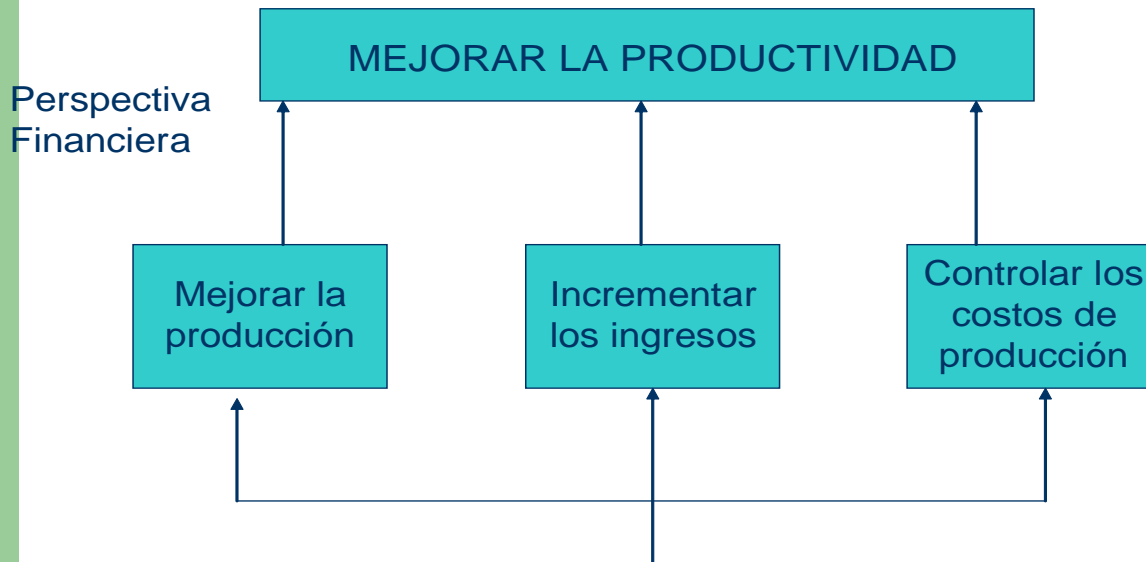 MEJORAR LA PRODUCTIVIDAD
Perspectiva
Financiera
Mejorar la
producción
Incrementar
los ingresos
Controlar los
costos de
producción